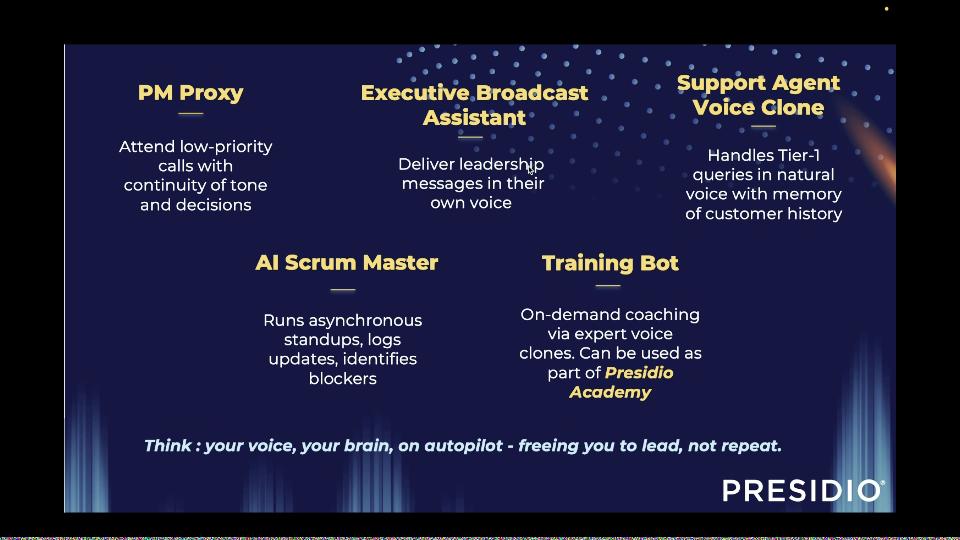 PM Proxy
Attend low-priority
calls with
continuity of tone
and decisions
Executive Broadcast
Assistant
Deliver leadership
messages in their
own voice
Support Agent
Voice Clone
Handles Tier-1
queries in natural
voice with memory
of customer history
AI Scrum Master
Runs asynchronous
standups, logs
updates, identifies
blockers
Training Bot
On-demand coaching
via expert voice
clones. Can be used as
part of Presidio
Academy
Think : your voice, your brain, on autopilot - freeing you to lead, not repeat.
PRESIDIO®